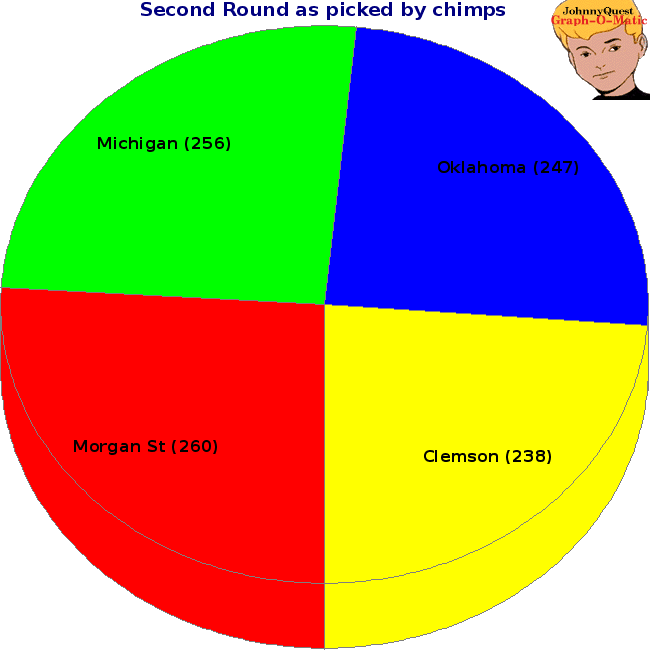 Second Round as picked by chimps
JohnnyQuest
Graph-O-Matic
Michigan (256)
Oklahoma (247)
Morgan St (260)
Clemson (238)